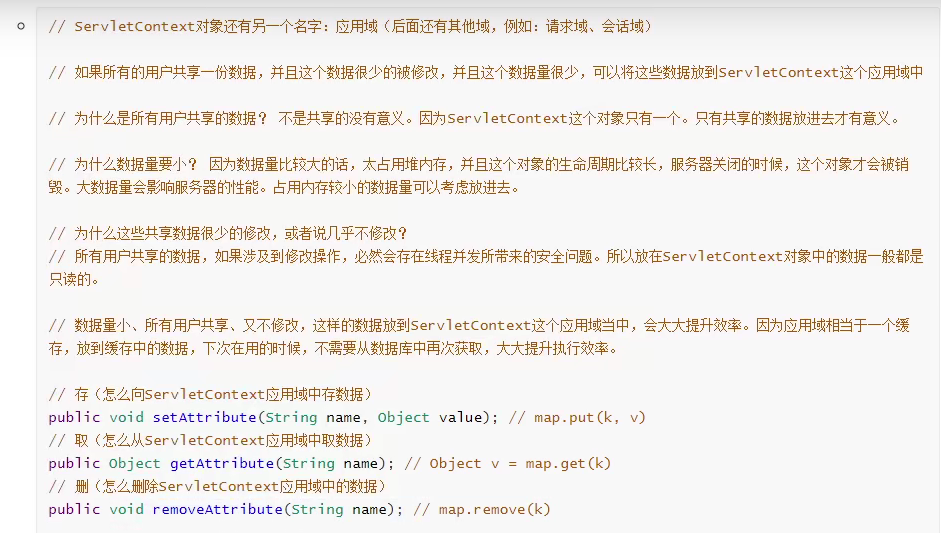 // ServletContext对象还有另一个名字：应用域（后面还有其他域，例如：请求域、会话域）
// 如果所有的用户共享一份数据，并且这个数据很少的被修改，并且这个数据量很少，可以将这些数据放到ServletContext这个应用域中
// 为什么是所有用户共享的数据？ 不是共享的没有意义。因为ServletContext这个对象只有一个。只有共享的数据放进去才有意义。
// 为什么数据量要小？ 因为数据量比较大的话，太占用堆内存，并且这个对象的生命周期比较长，服务器关闭的时候，这个对象才会被销
毁。大数据量会影响服务器的性能。占用内存较小的数据量可以考虑放进去。
// 为什么这些共享数据很少的修改，或者说几乎不修改？
// 所有用户共享的数据，如果涉及到修改操作，必然会存在线程并发所带来的安全问题。所以放在ServletContext对象中的数据一般都是
只读的。
// 数据量小、所有用户共享、又不修改，这样的数据放到ServletContext这个应用域当中，会大大提升效率。因为应用域相当于一个缓
存，放到缓存中的数据，下次在用的时候，不需要从数据库中再次获取，大大提升执行效率。
// 存（怎么向ServletContext应用域中存数据）
public void setAttribute(String name, Object value); // map.put(k, v)
// 取（怎么从ServletContext应用域中取数据）
public Object getAttribute(String name); // Object v = map.get(k)
// 删（怎么删除ServletContext应用域中的数据）
public void removeAttribute(String name); // map.remove(k)